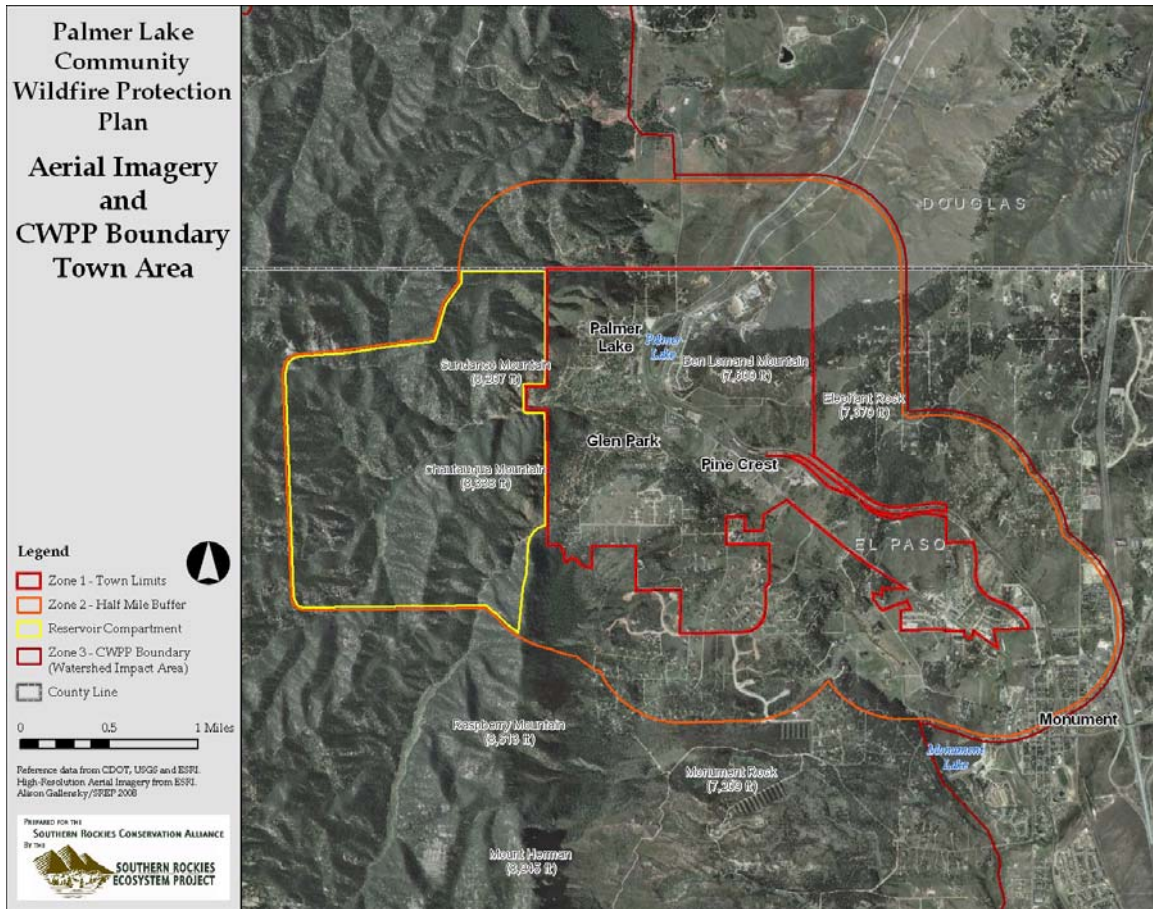 Palmer Lake
Community
Wildfire Protection
Plan
Aerial Imagery
and
CWPP Boundary
Town Area
Legend
Zone 1 - Town Limits
Zone 2 - Half Mile Buffer
Reservoir Compartment
Zone 3 - CWPP Boundary
(Watershed Impact Area)
County Line
0 0.5 1 Miles
Reference data from CDOT, USGS and ESRI.
High-Resolution Aerial Imagery from ESRI.
Alison Gallensky/SREP 2008
PREPARED FOR THE
SOUTHERN ROCKIES CONSERVATION ALLIANCE
BY THE
SOUTHERN ROCKIES
ECOSYSTEM PROJECT
DOUGLAS
Palmer
Lake
Palmer
Lake
Sundance Mountain
Ben Lomand Mountain
Elephant Rock
(7,370 ft)
Glen Park
Pine Crest
Chautauqua Mountain
EL PASO
Raspberry Mountain
Monument
Monument
Lake
Monument Rock
Mount Herman